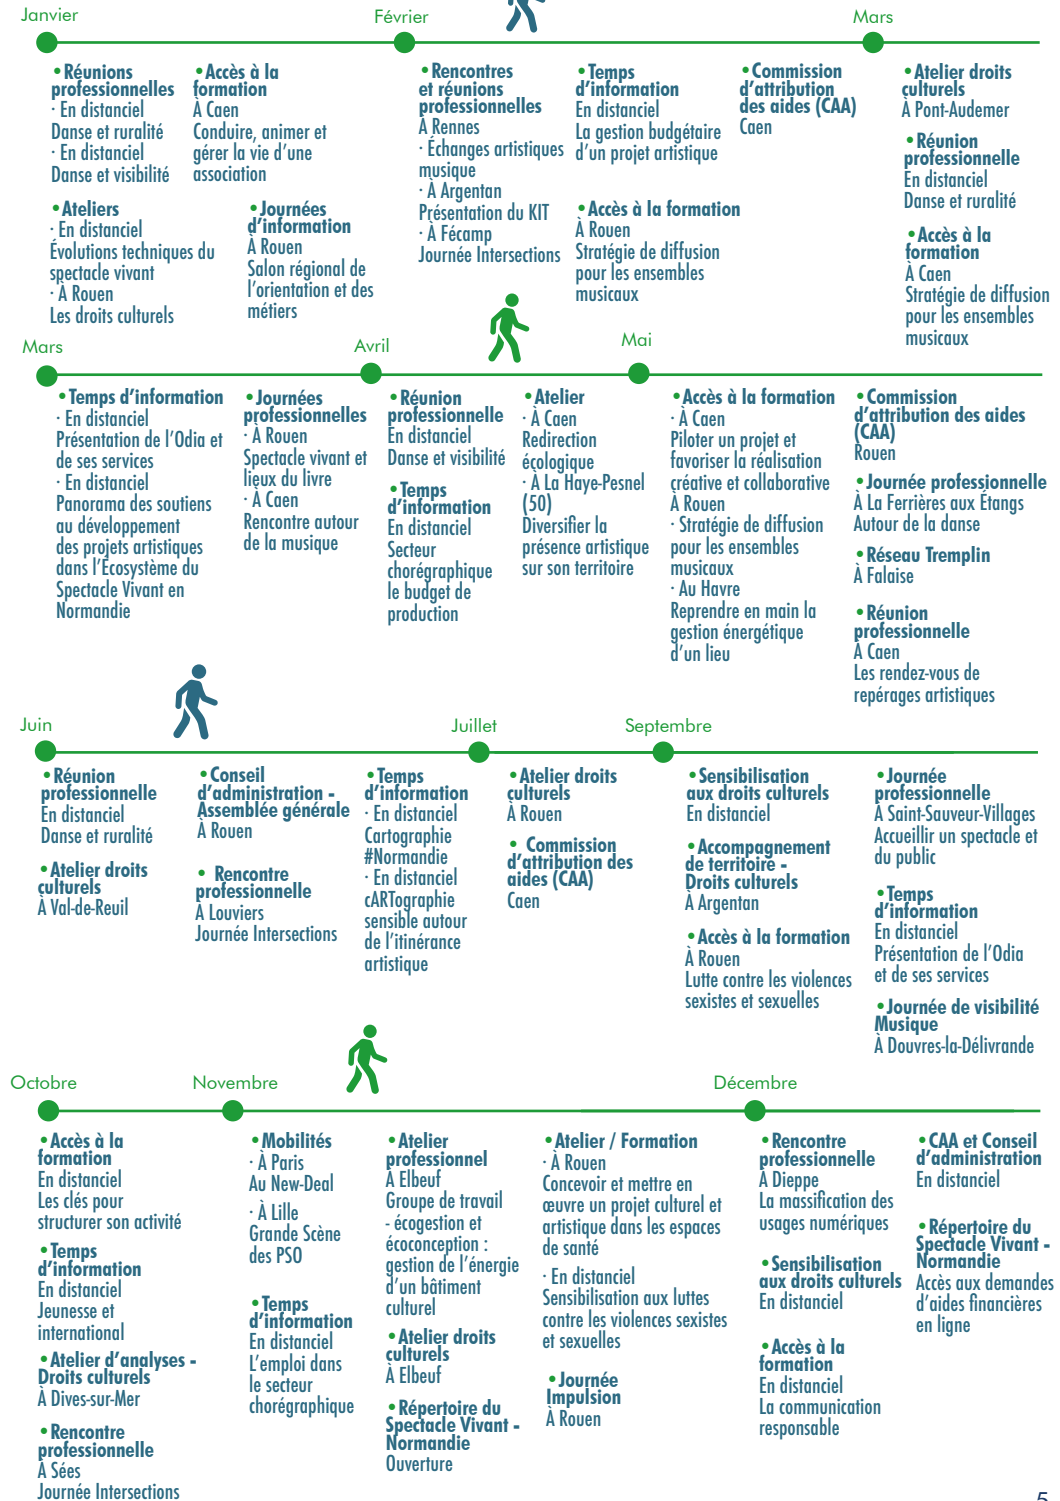 Janvier
•Réunions
professionnelles
· En distanciel
Danse et ruralité
· En distanciel
Danse et visibilité
•Ateliers
· En distanciel
Évolutions techniques du
spectacle vivant
· À Rouen
Les droits culturels
•Accès à la
formation
À Caen
Conduire, animer et
gérer la vie d'une
association
•Journées
d'information
À Rouen
Salon régional de
l'orientation et des
métiers
Février
•Rencontres
et réunions
professionnelles
À Rennes
· Échanges artistiques
musique
· À Argentan
Présentation du KIT
· À Fécamp
Journée Intersections
•Temps
d'information
En distanciel
La gestion budgétaire
d'un projet artistique
•Accès à la formation
À Rouen
Stratégie de diffusion
pour les ensembles
musicaux
•Commission
d'attribution
des aides (CAA)
Caen
Mars
•Atelier droits
culturels
À Pont-Audemer
•Réunion
professionnelle
En distanciel
Danse et ruralité
•Accès à la
formation
À Caen
Stratégie de diffusion
pour les ensembles
musicaux
Mars
•Temps d'information
· En distanciel
Présentation de l'Odia et
de ses services
· En distanciel
Panorama des soutiens
au développement
des projets artistiques
dans l'Écosystème du
Spectacle Vivant en
Normandie
•Journées
professionnelles
· À Rouen
Spectacle vivant et
lieux du livre
· À Caen
Rencontre autour
de la musique
Avril
•Réunion
professionnelle
En distanciel
Danse et visibilité
•Temps
d'information
En distanciel
Secteur
chorégraphique
le budget de
production
•Atelier
· À Caen
Redirection
écologique
· À La Haye-Pesnel
(50)
Diversifier la
présence artistique
sur son territoire
Mai
•Accès à la formation
· À Caen
Piloter un projet et
favoriser la réalisation
créative et collaborative
À Rouen
· Stratégie de diffusion
pour les ensembles
musicaux
· Au Havre
Reprendre en main la
gestion énergétique
d'un lieu
•Commission
d'attribution des aides
(CAA)
Rouen
•Journée professionnelle
À La Ferrières aux Étangs
Autour de la danse
•Réseau Tremplin
À Falaise
•Réunion
professionnelle
À Caen
Les rendez-vous de
repérages artistiques
Juin
•Réunion
professionnelle
En distanciel
Danse et ruralité
•Atelier droits
culturels
À Val-de-Reuil
•Conseil
d'administration -
Assemblée générale
À Rouen
• Rencontre
professionnelle
À Louviers
Journée Intersections
•Temps
d'information
· En distanciel
Cartographie
#Normandie
· En distanciel
cARTographie
sensible autour
de l'itinérance
artistique
Juillet
•Atelier droits
culturels
À Rouen
• Commission
d'attribution des
aides (CAA)
Caen
Septembre
•Sensibilisation
aux droits culturels
En distanciel
•Accompagnement
de territoire -
Droits culturels
À Argentan
•Accès à la formation
À Rouen
Lutte contre les violences
sexistes et sexuelles
•Journée
professionnelle
À Saint-Sauveur-Villages
Accueillir un spectacle et
du public
•Temps
d'information
En distanciel
Présentation de l'Odia
et de ses services
•Journée de visibilité
Musique
À Douvres-la-Délivrande
Octobre
•Accès à la
formation
En distanciel
Les clés pour
structurer son activité
•Temps
d'information
En distanciel
Jeunesse et
international
•Atelier d'analyses -
Droits culturels
À Dives-sur-Mer
•Rencontre
professionnelle
À Sées
Journée Intersections
Novembre
•Mobilités
· À Paris
Au New-Deal
· À Lille
Grande Scène
des PSO
•Temps
d'information
En distanciel
L'emploi dans
le secteur
chorégraphique
•Atelier
professionnel
À Elbeuf
Groupe de travail
- écogestion et
écoconception :
gestion de l'énergie
d'un bâtiment
culturel
•Atelier droits
culturels
À Elbeuf
•Répertoire du
Spectacle Vivant -
Normandie
Ouverture
•Atelier / Formation
· À Rouen
Concevoir et mettre en
œuvre un projet culturel et
artistique dans les espaces
de santé
· En distanciel
Sensibilisation aux luttes
contre les violences sexistes
et sexuelles
•Journée
Impulsion
À Rouen
Décembre
•Rencontre
professionnelle
À Dieppe
La massification des
usages numériques
•Sensibilisation
aux droits culturels
En distanciel
•Accès à la
formation
En distanciel
La communication
responsable
•CAA et Conseil
d'administration
En distanciel
•Répertoire du
Spectacle Vivant -
Normandie
Accès aux demandes
d'aides financières
en ligne
5